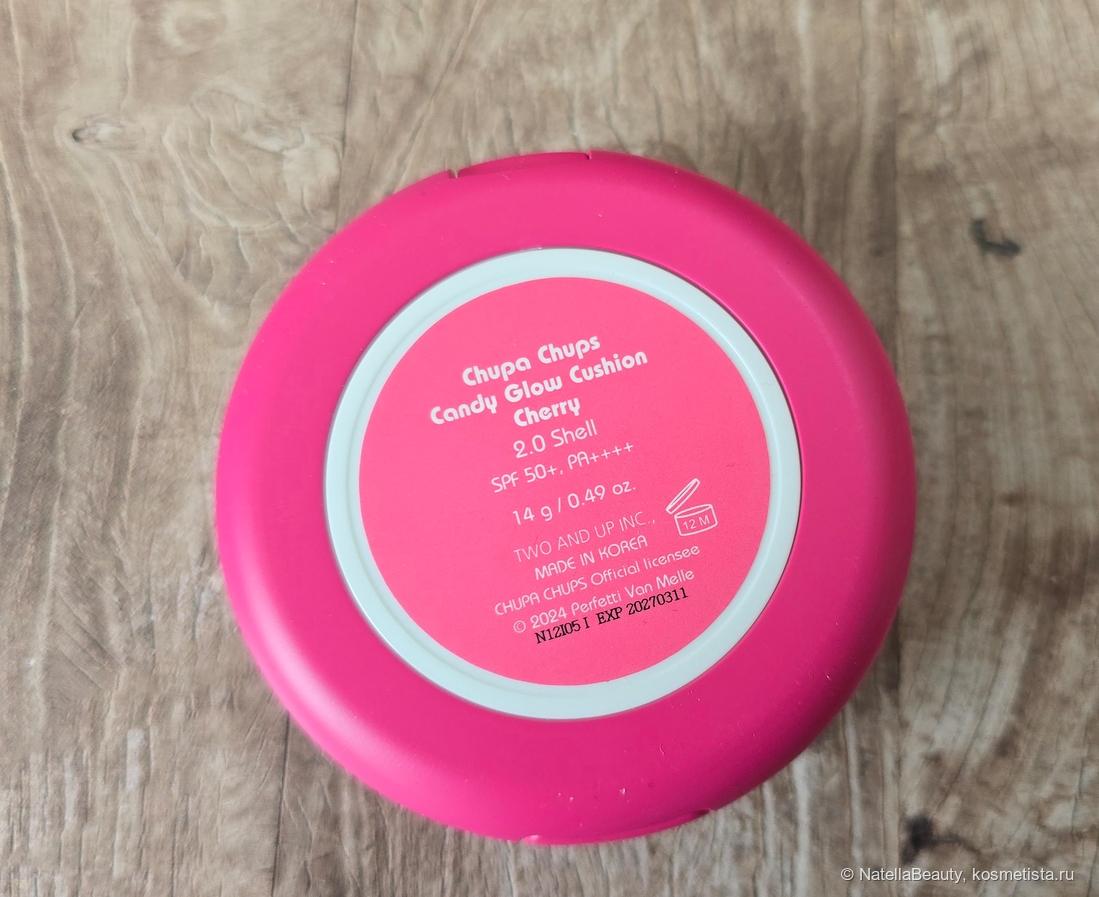 Chupa Chups
Candy Glow Cushion
Cherry
2.0 Shell
SPF 50+, PA++++
14 g / 0.49 oz.
12 M
TWO AND UP INC.,
MADE IN KOREA
CHUPA CHUPS Official licensee
© 2024 Perfetti Van Melle
N12I05 I EXP 20270311
© NatellaBeauty, kosmetista.ru